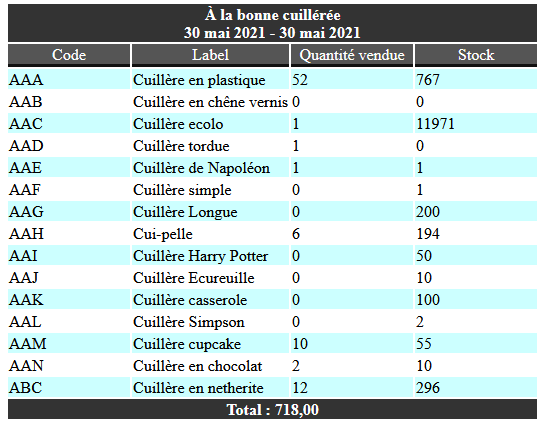 À la bonne cuillérée
30 mai 2021 - 30 mai 2021
Code Label Quantité vendue Stock
AAA Cuillère en plastique 52 767
AAB Cuillère en chêne vernis 0 0
AAC Cuillère ecolo 1 11971
AAD Cuillère tordue 1 0
AAE Cuillère de Napoléon 1 1
AAF Cuillère simple 0 1
AAG Cuillère Longue 0 200
AAH Cui-pelle 6 194
AAI Cuillère Harry Potter 0 50
AAJ Cuillère Ecureuille 0 10
AAK Cuillère casserole 0 100
AAL Cuillère Simpson 0 2
AAM Cuillère cupcake 10 55
AAN Cuillère en chocolat 2 10
ABC Cuillère en netherite 12 296
Total : 718,00